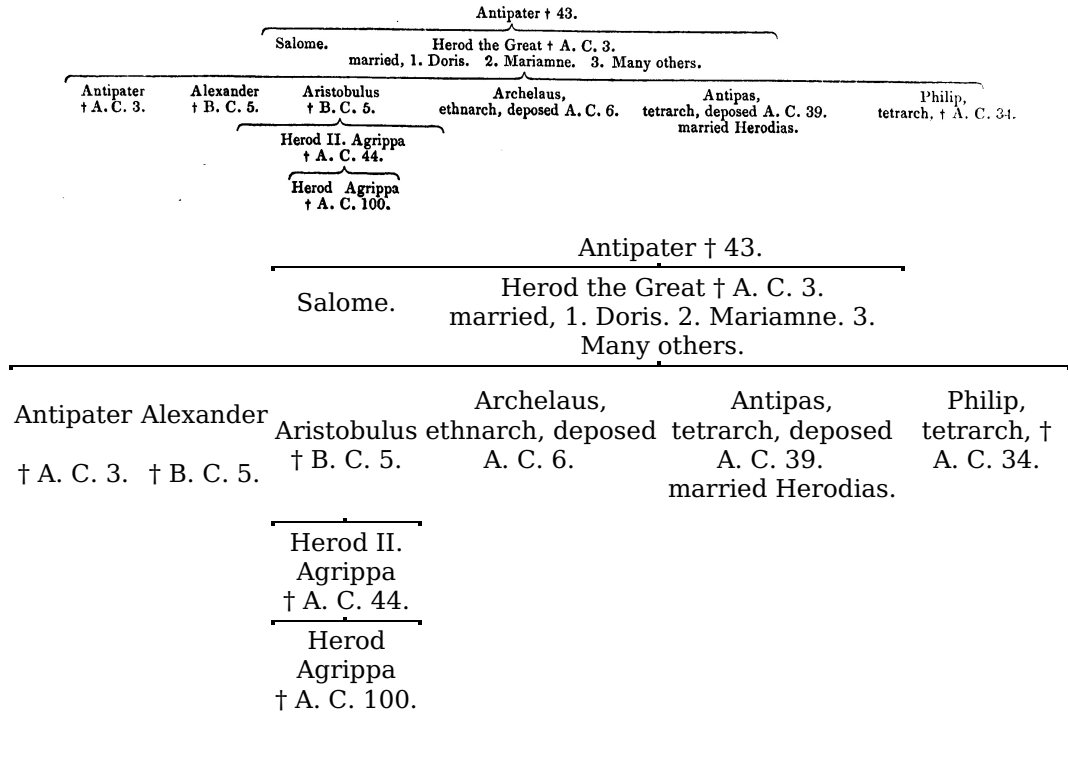 Antipater † 43.
Salome. Herod the Great † A. C. 3.
married, 1. Doris. 2. Mariamne. 3. Many others.
Antipater Alexander Aristobulus Archelaus, Antipas, Philip,
† A. C. 3. † B. C. 5. † B. C. 5. ethnarch, deposed A. C. 6. tetrarch, deposed A. C. 39. tetrarch, † A. C. 34.
married Herodias.
Herod II. Agrippa
† A. C. 44.
Herod Agrippa
† A. C. 100.
Antipater † 43.
Salome.
Herod the Great † A. C. 3.
married, 1. Doris. 2. Mariamne. 3.
Many others.
Antipater
† A. C. 3.
Alexander
† B. C. 5.
Aristobulus
† B. C. 5.
Archelaus,
ethnarch, deposed
A. C. 6.
Antipas,
tetrarch, deposed
A. C. 39.
married Herodias.
Philip,
tetrarch, †
A. C. 34.
Herod II.
Agrippa
† A. C. 44.
Herod
Agrippa
† A. C. 100.